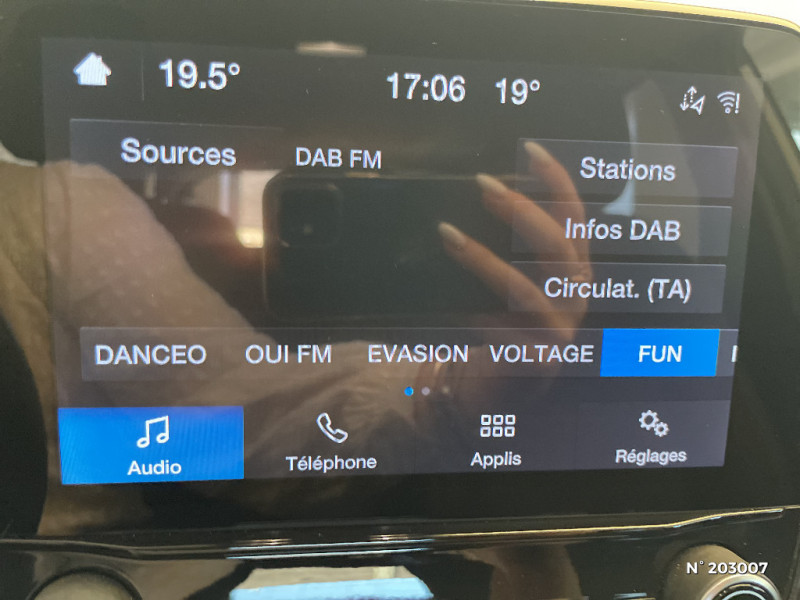 19.5° 17:06 19°
Sources DAB FM Stations
Infos DAB
Circulat. (TA)
DANCEO OUI FM EVASION VOLTAGE FUN
Audio Téléphone Applis Réglages
N° 203007